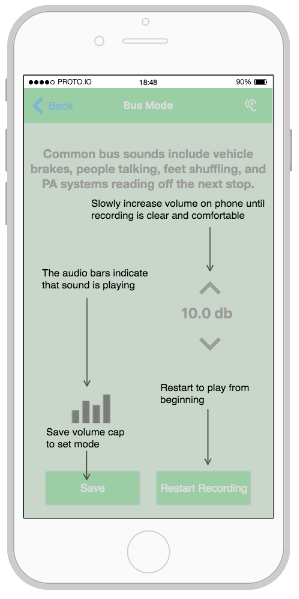 PROTO.IO 18:48 90%
Back Bus Mode
Common bus sounds include vehicle
brakes, people talking, feet shuffling, and
PA systems reading off the next stop.
Slowly increase volume on phone until
recording is clear and comfortable
The audio bars indicate
that sound is playing
10.0 db
Restart to play from
beginning
Save volume cap
to set mode
Save
Restart Recording